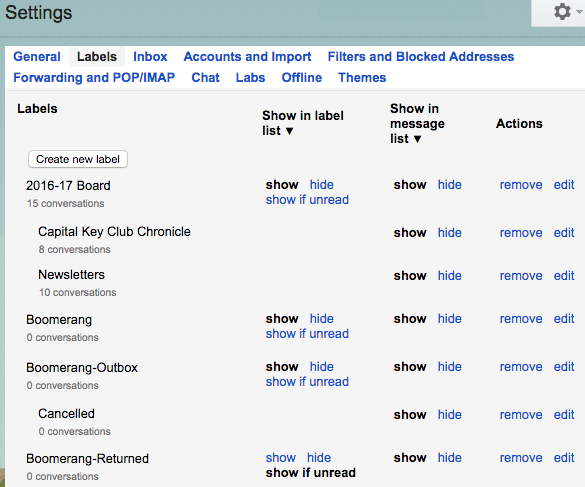 Settings
General Labels Inbox Accounts and Import Filters and Blocked Addresses
Forwarding and POP/IMAP Chat Labs Offline Themes
Labels
Show in label
list ▼
Show in
message
list ▼
Actions
Create new label
2016-17 Board show hide show hide remove edit
15 conversations show if unread
Capital Key Club Chronicle show hide remove edit
8 conversations
Newsletters show hide remove edit
10 conversations
Boomerang show hide show hide remove edit
0 conversations show if unread
Boomerang-Outbox show hide show hide remove edit
0 conversations show if unread
Cancelled show hide remove edit
0 conversations
Boomerang-Returned show hide show hide remove edit
0 conversations show if unread